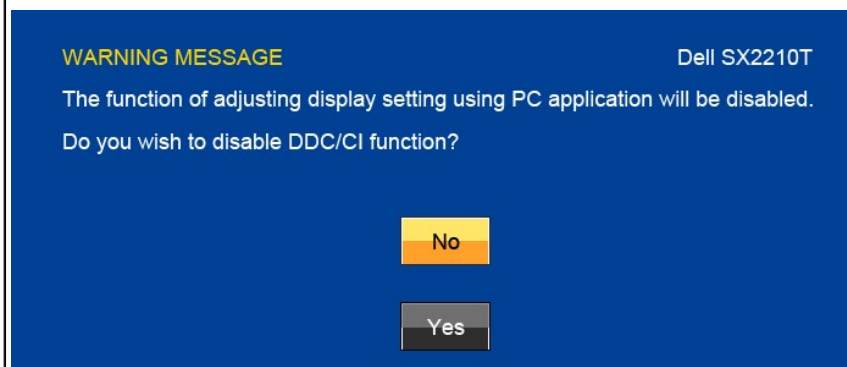 WARNING MESSAGE Dell SX2210T
The function of adjusting display setting using PC application will be disabled.
Do you wish to disable DDC/CI function?
No
Yes